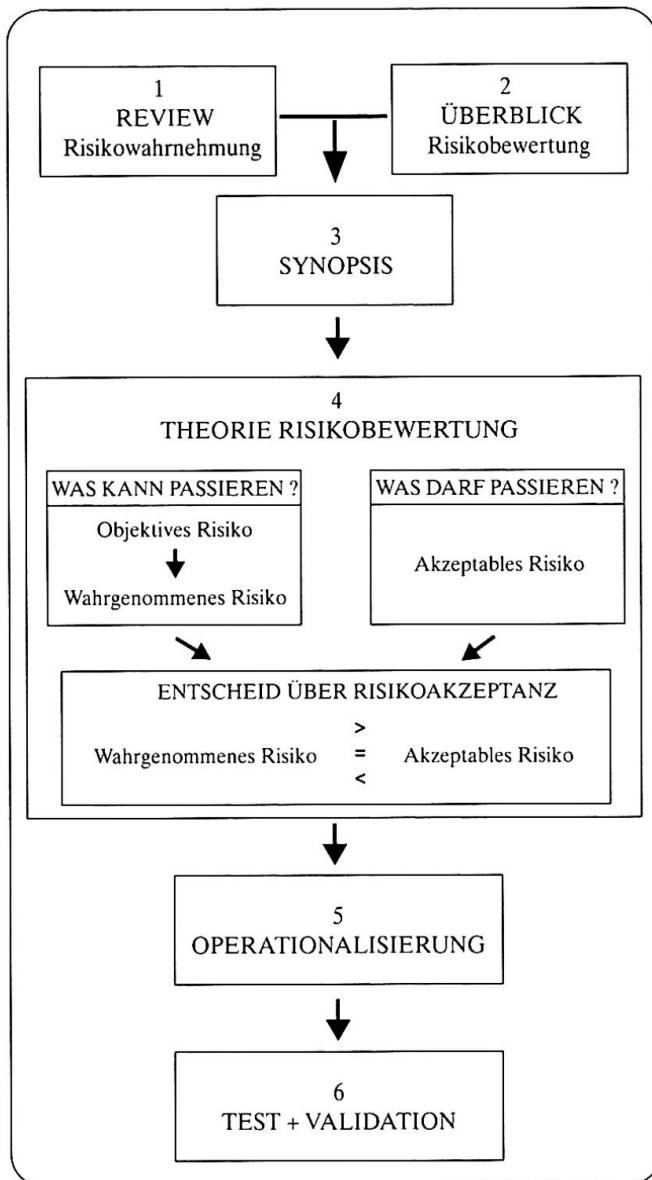 1
REVIEW
Risikowahrnehmung
2
ÜBERBLICK
Risikobewertung
3
SYNOPSIS
4
THEORIE RISIKOBEWERTUNG
WAS KANN PASSIEREN ?
Objektives Risiko
Wahrgenommenes Risiko
WAS DARF PASSIEREN ?
Akzeptables Risiko
ENTSCHEID ÜBER RISIKOAKZEPTANZ
>
Wahrgenommenes Risiko = Akzeptables Risiko
<
5
OPERATIONALISIERUNG
6
TEST + VALIDATION